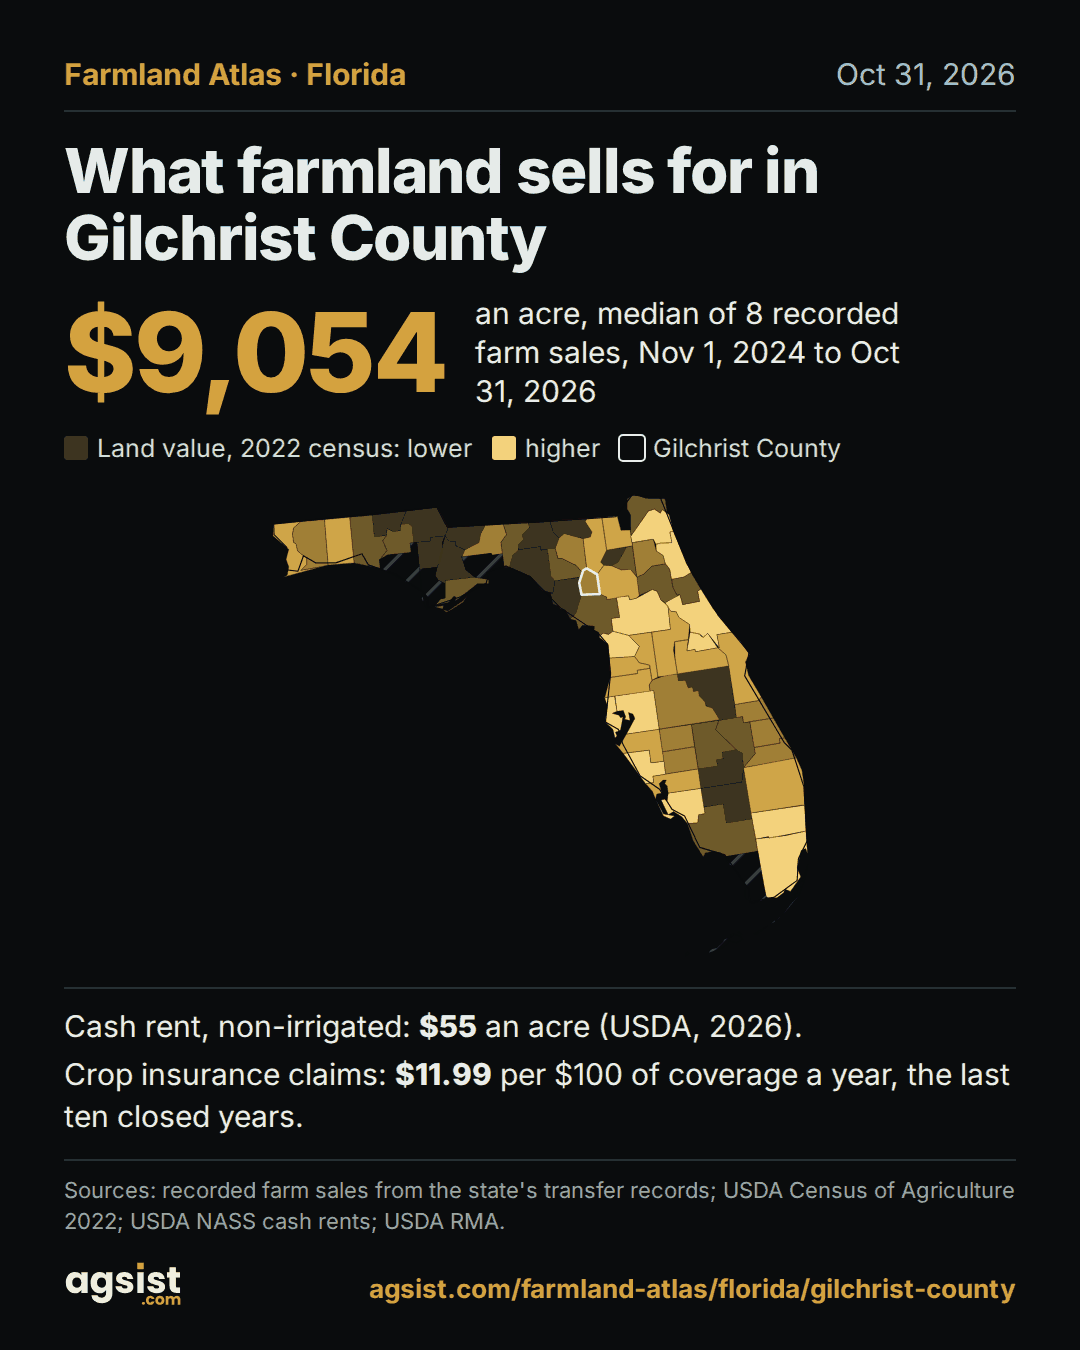 Farmland Atlas · Florida
Oct 31, 2026
What farmland sells for in
Gilchrist County
$9,054
an acre, median of 8 recorded
farm sales, Nov 1, 2024 to Oct
31, 2026
Land value, 2022 census: lower
higher
Gilchrist County
Cash rent, non-irrigated: $55 an acre (USDA, 2026).
Crop insurance claims: $11.99 per $100 of coverage a year, the last
ten closed years.
Sources: recorded farm sales from the state's transfer records; USDA Census of Agriculture
2022; USDA NASS cash rents; USDA RMA.
agsist
.com
agsist.com/farmland-atlas/florida/gilchrist-county